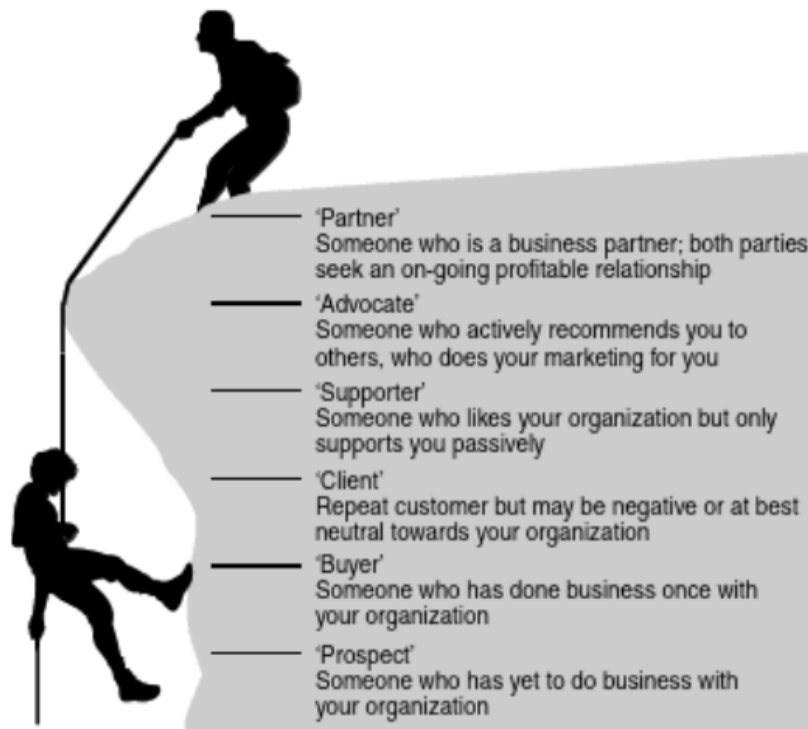 ‘Partner’
Someone who is a business partner; both parties
seek an on-going profitable relationship
‘Advocate’
Someone who actively recommends you to
others, who does your marketing for you
‘Supporter’
Someone who likes your organization but only
supports you passively
‘Client’
Repeat customer but may be negative or at best
neutral towards your organization
‘Buyer’
Someone who has done business once with
your organization
‘Prospect’
Someone who has yet to do business with
your organization